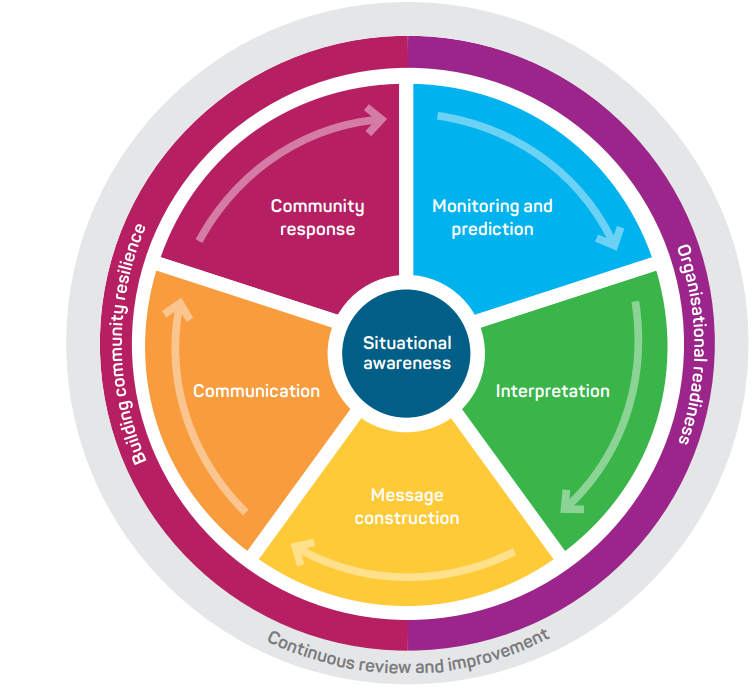 Community
response
Monitoring and
prediction
Building community resilience
Organisational readiness
Situational
awareness
Communication
Interpretation
Message
construction
Continuous review and improvement